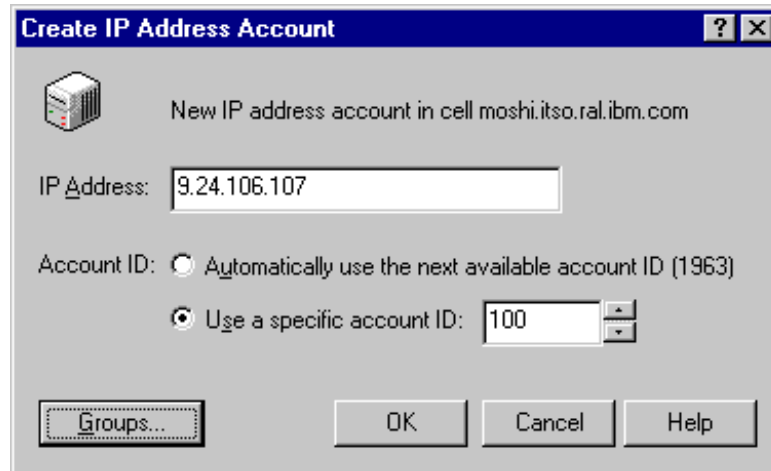 Create IP Address Account
New IP address account in cell moshi.itso.ral.ibm.com
IP Address: 9.24.106.107
Account ID: Automatically use the next available account ID (1963)
Use a specific account ID: 100
Groups... OK Cancel Help